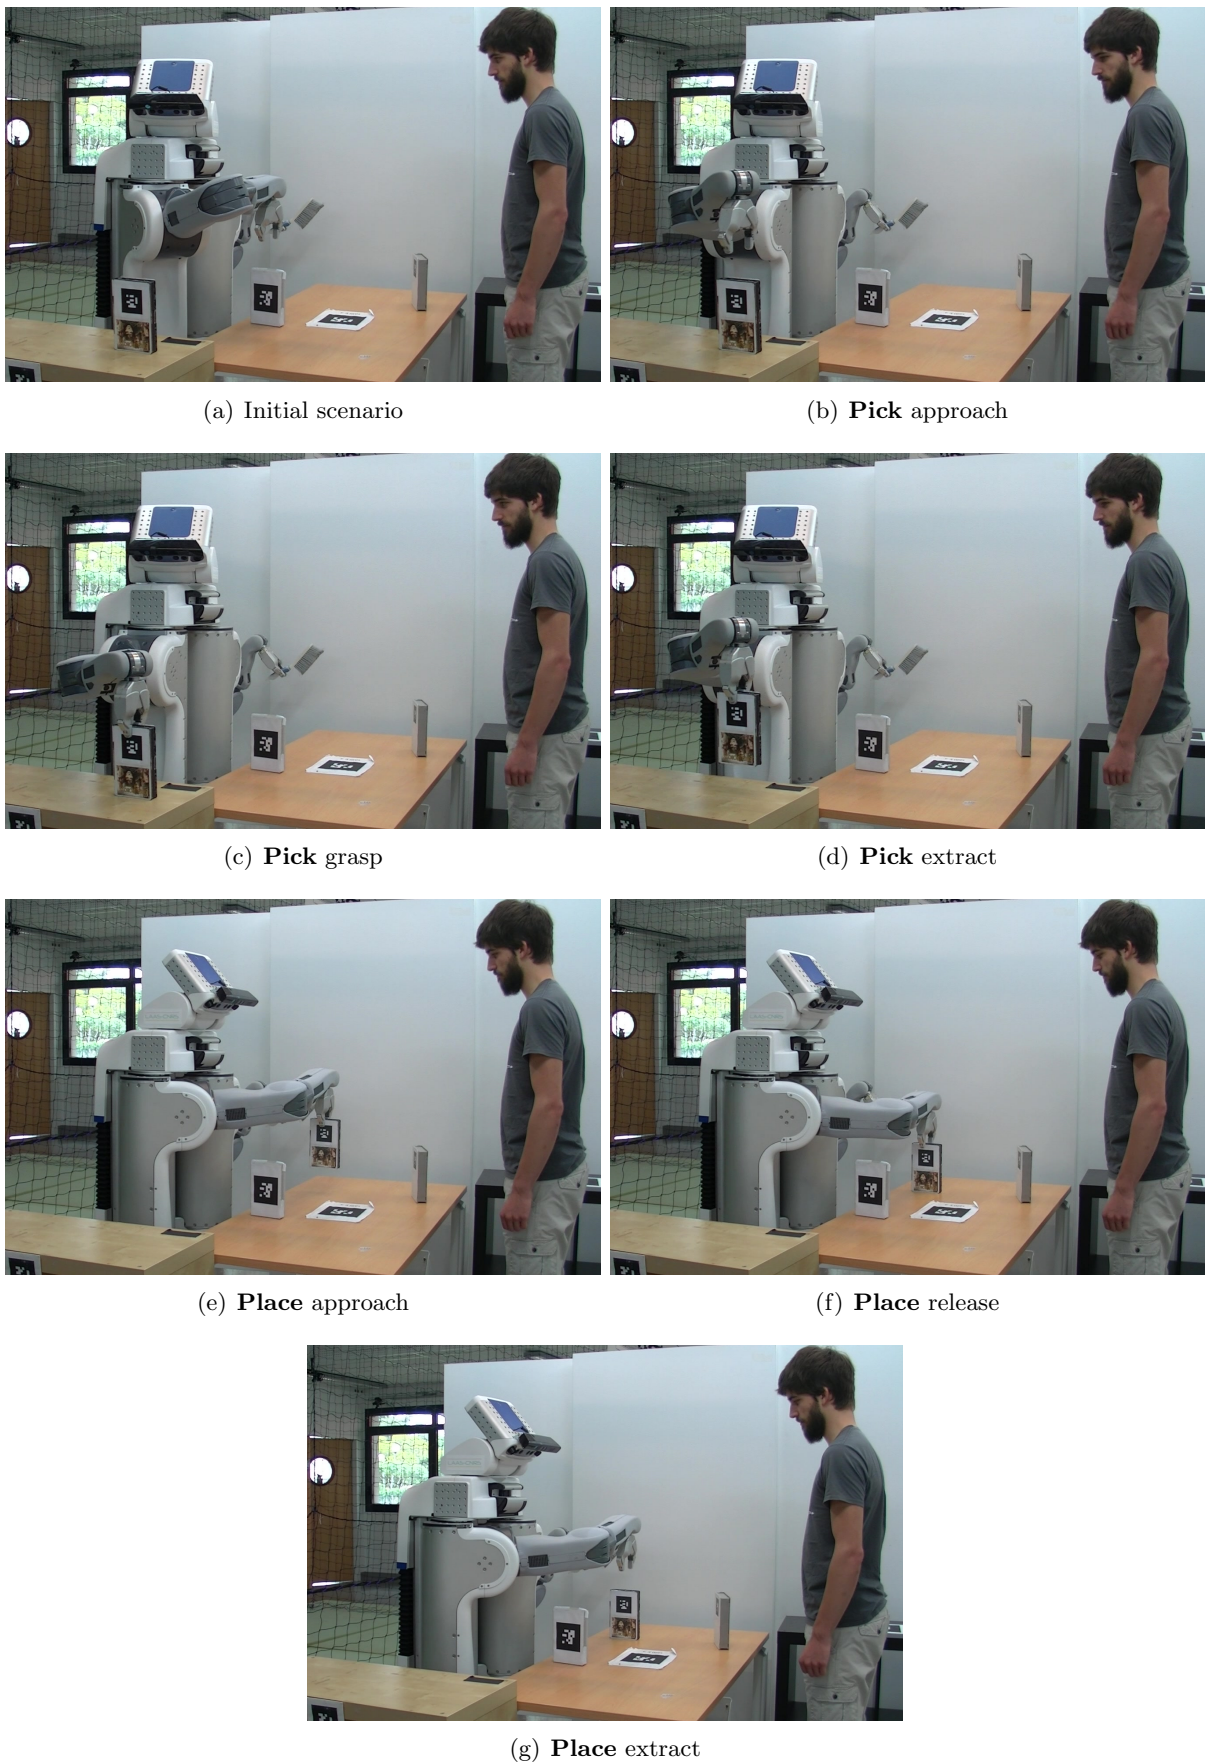 (a) Initial scenario
(b) Pick approach
(c) Pick grasp
(d) Pick extract
(e) Place approach
(f) Place release
(g) Place extract